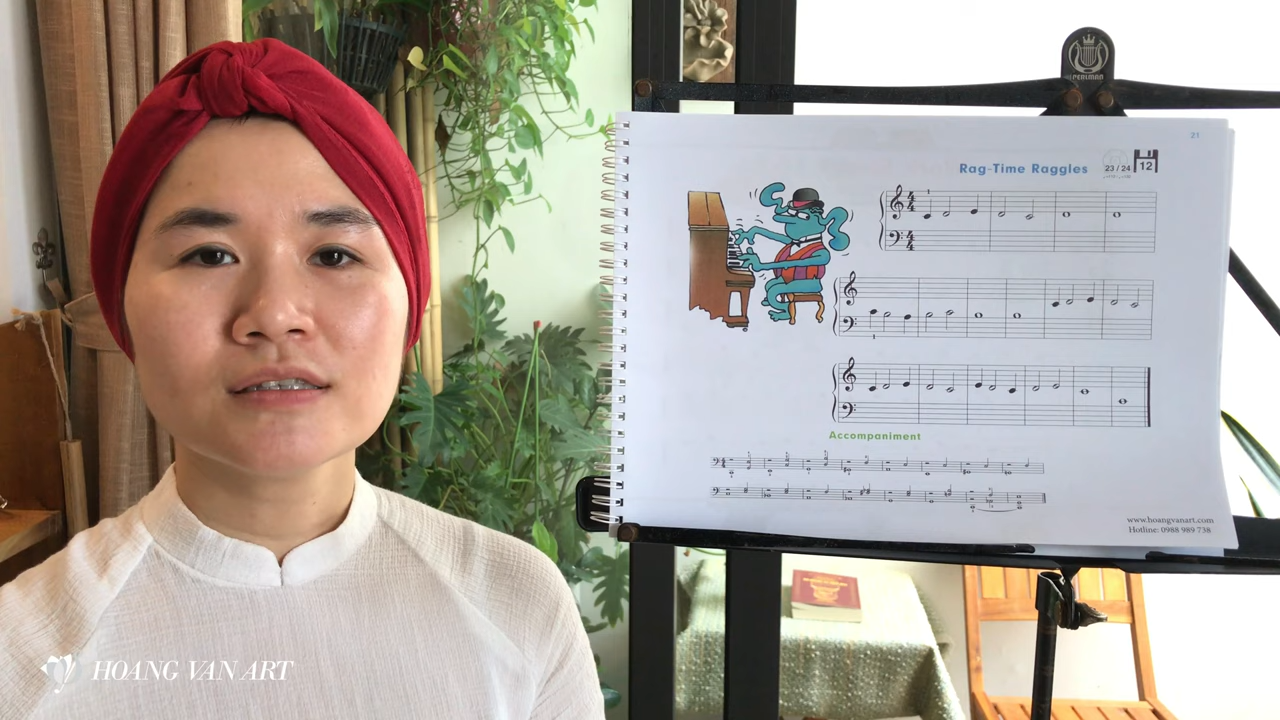 PERLMAN
21
Rag-Time Raggles
23 / 24
12
Accompaniment
www.hoangvanart.com
Hotline: 0988 989 738
HOANG VAN ART